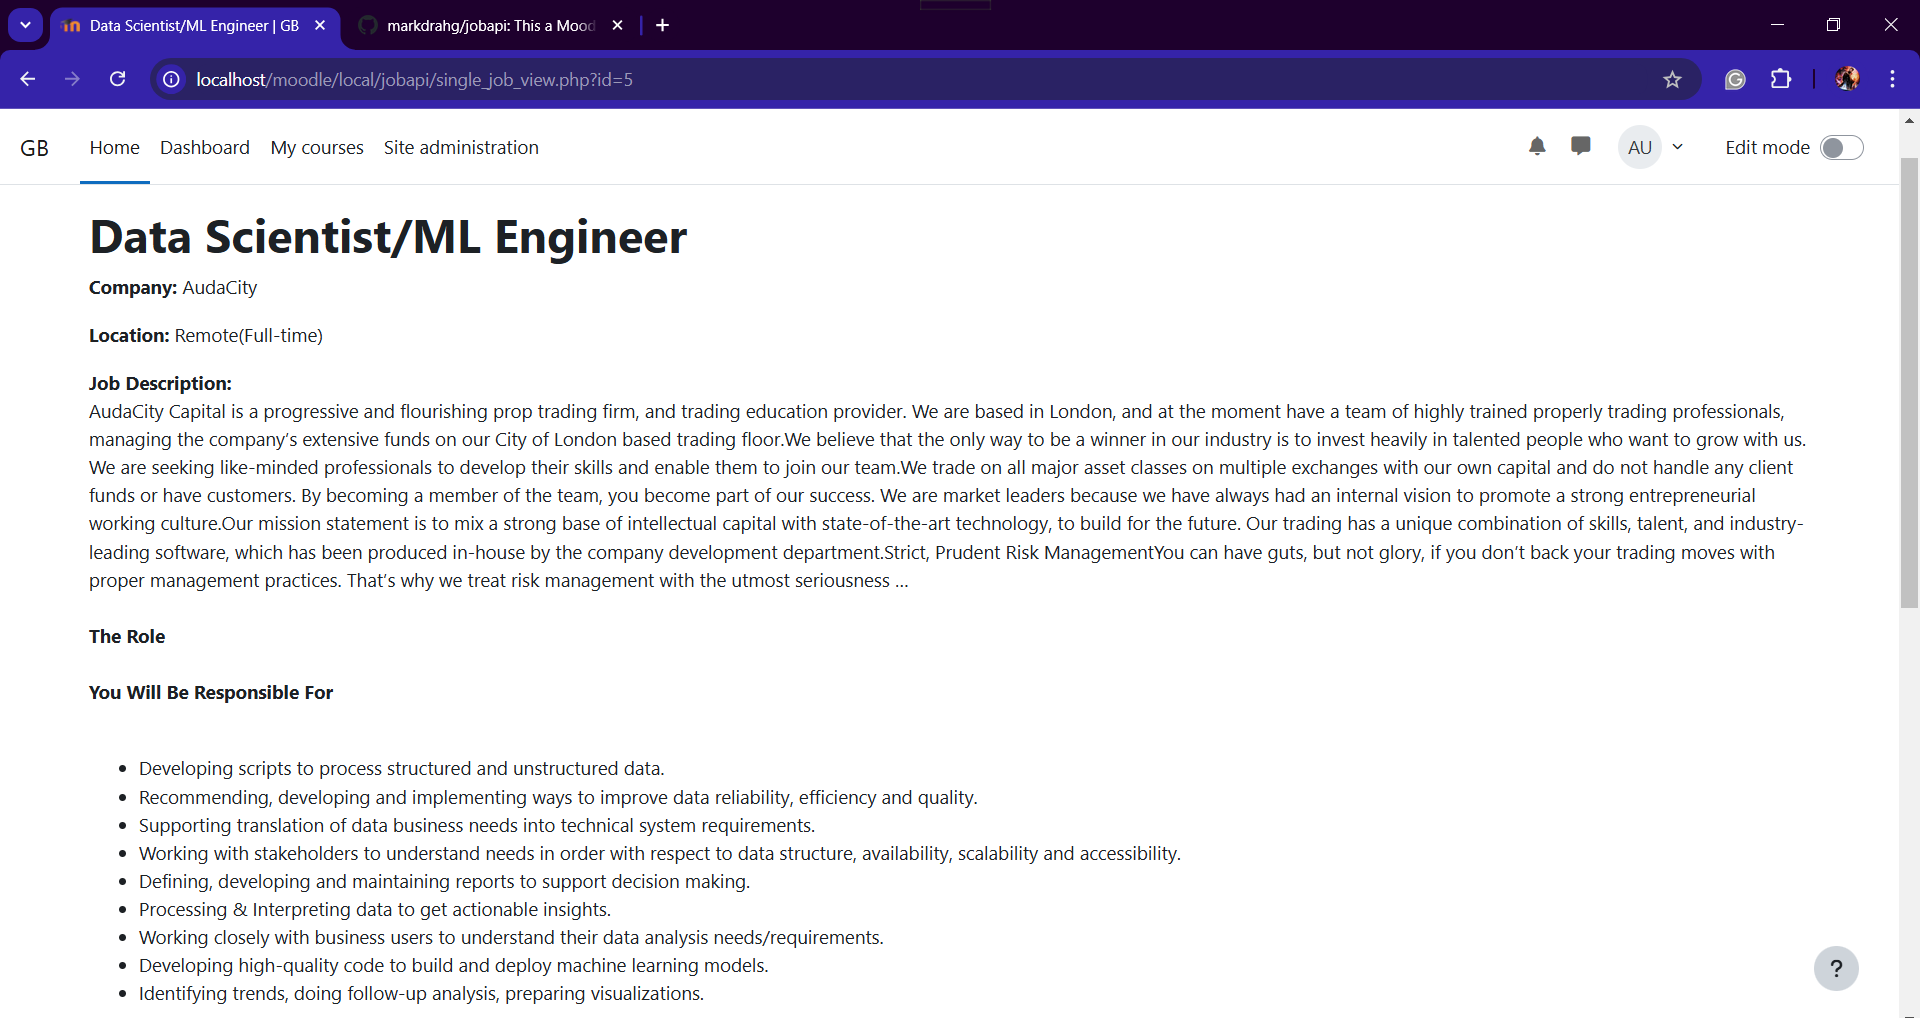 Data Scientist/ML Engineer | GB
markdrahg/jobapi: This a Mood
localhost/moodle/local/jobapi/single_job_view.php?id=5
GB Home Dashboard My courses Site administration AU Edit mode
Data Scientist/ML Engineer
Company: AudaCity
Location: Remote(Full-time)
Job Description:
AudaCity Capital is a progressive and flourishing prop trading firm, and trading education provider. We are based in London, and at the moment have a team of highly trained properly trading professionals,
managing the company’s extensive funds on our City of London based trading floor.We believe that the only way to be a winner in our industry is to invest heavily in talented people who want to grow with us.
We are seeking like-minded professionals to develop their skills and enable them to join our team.We trade on all major asset classes on multiple exchanges with our own capital and do not handle any client
funds or have customers. By becoming a member of the team, you become part of our success. We are market leaders because we have always had an internal vision to promote a strong entrepreneurial
working culture.Our mission statement is to mix a strong base of intellectual capital with state-of-the-art technology, to build for the future. Our trading has a unique combination of skills, talent, and industry-
leading software, which has been produced in-house by the company development department.Strict, Prudent Risk ManagementYou can have guts, but not glory, if you don’t back your trading moves with
proper management practices. That’s why we treat risk management with the utmost seriousness ...
The Role
You Will Be Responsible For
• Developing scripts to process structured and unstructured data.
• Recommending, developing and implementing ways to improve data reliability, efficiency and quality.
• Supporting translation of data business needs into technical system requirements.
• Working with stakeholders to understand needs in order with respect to data structure, availability, scalability and accessibility.
• Defining, developing and maintaining reports to support decision making.
• Processing & Interpreting data to get actionable insights.
• Working closely with business users to understand their data analysis needs/requirements.
• Developing high-quality code to build and deploy machine learning models.
• Identifying trends, doing follow-up analysis, preparing visualizations.
?